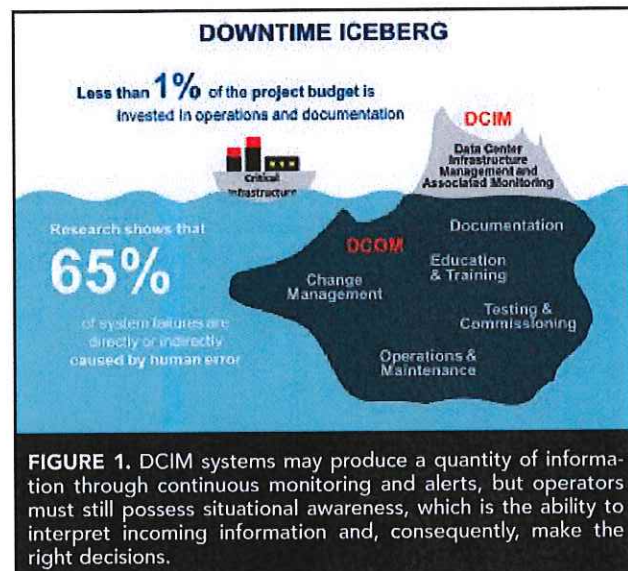 DOWNTIME ICEBERG
Less than 1% of the project budget is
invested in operations and documentation
DCIM
Data Center
Infrastructure
Management and
Associated Monitoring
Critical
Infrastructure
Research shows that
65%
of system failures are
directly or indirectly
caused by human error
DCOM
Documentation
Education
& Training
Change
Management
Testing &
Commissioning
Operations &
Maintenance
FIGURE 1. DCIM systems may produce a quantity of informa-
tion through continuous monitoring and alerts, but operators
must still possess situational awareness, which is the ability to
interpret incoming information and, consequently, make the
right decisions.